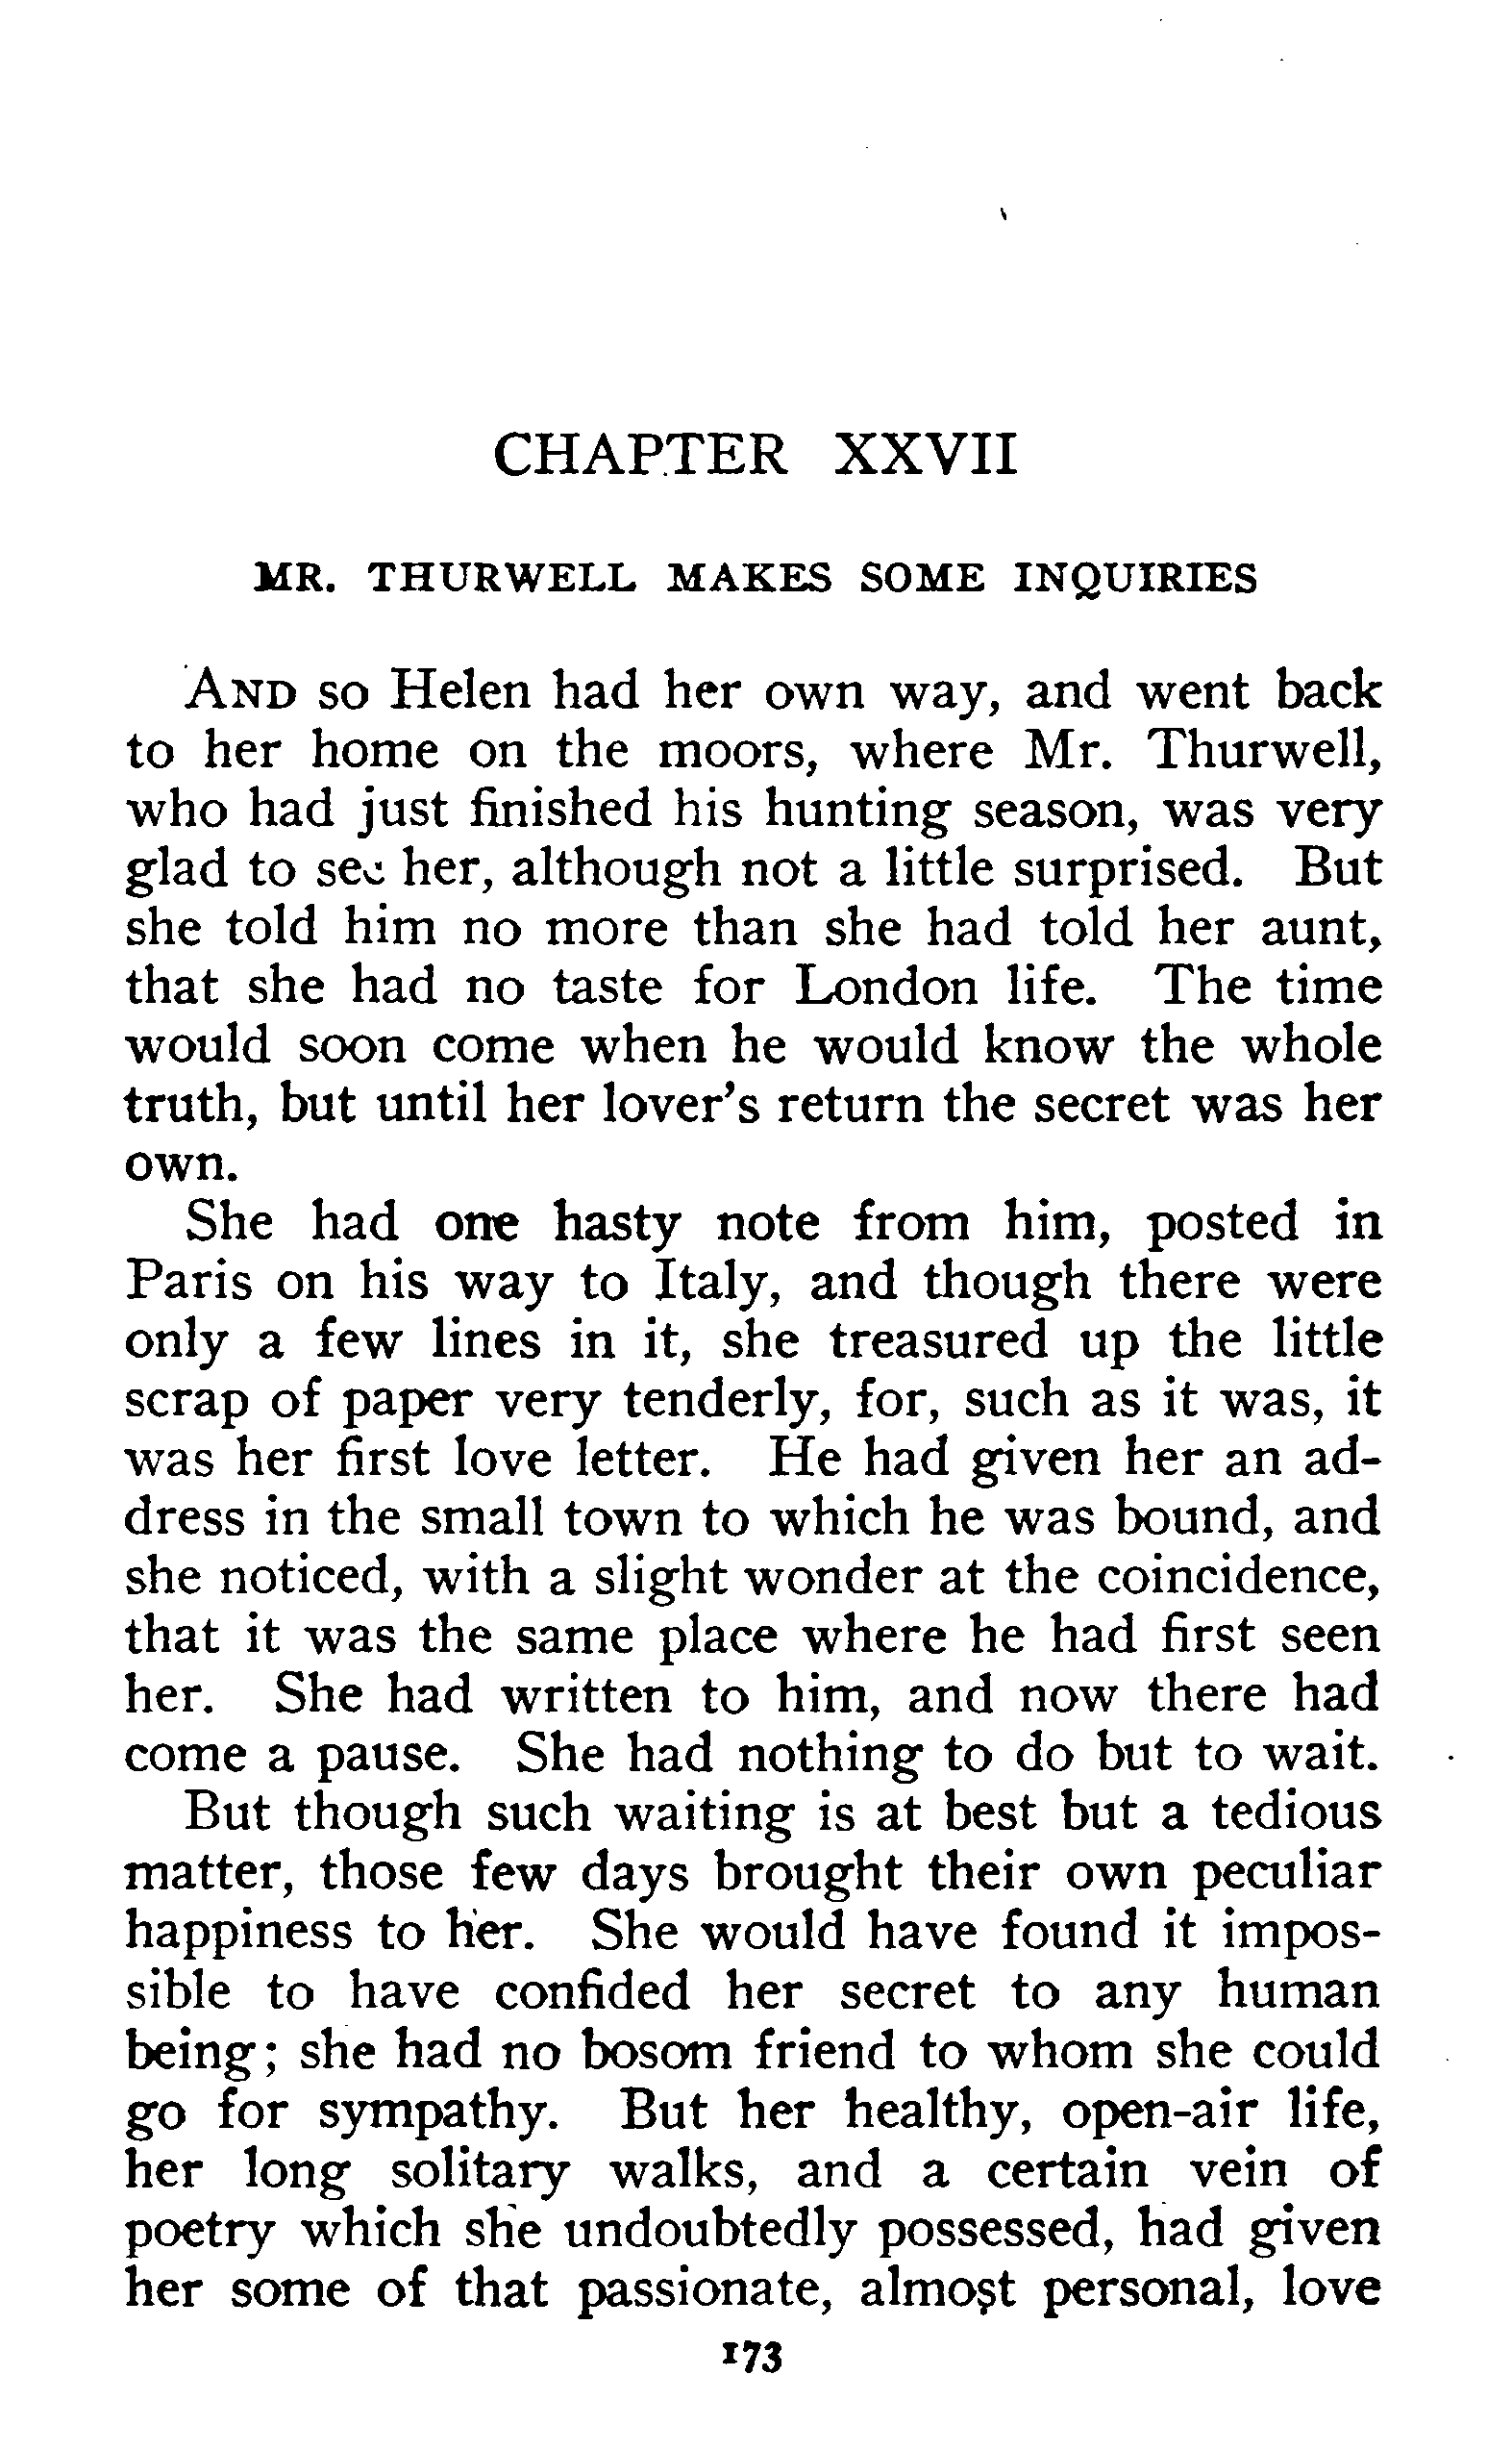 CHAPTER XXVII
MR. THURWELL MAKES SOME INQUIRIES
AND so Helen had her own way, and went back
to her home on the moors, where Mr. Thurwell,
who had just finished his hunting season, was very
glad to see her, although not a little surprised. But
she told him no more than she had told her aunt,
that she had no taste for London life. The time
would soon come when he would know the whole
truth, but until her lover's return the secret was her
own.
She had one hasty note from him, posted in
Paris on his way to Italy, and though there were
only a few lines in it, she treasured up the little
scrap of paper very tenderly, for, such as it was, it
was her first love letter. He had given her an ad-
dress in the small town to which he was bound, and
she noticed, with a slight wonder at the coincidence,
that it was the same place where he had first seen
her. She had written to him, and now there had
come a pause. She had nothing to do but to wait.
But though such waiting is at best but a tedious
matter, those few days brought their own peculiar
happiness to her. She would have found it impos-
sible to have confided her secret to any human
being; she had no bosom friend to whom she could
go for sympathy. But her healthy, open-air life,
her long solitary walks, and a certain vein of
poetry which she undoubtedly possessed, had given
her some of that passionate, almost personal, love
173